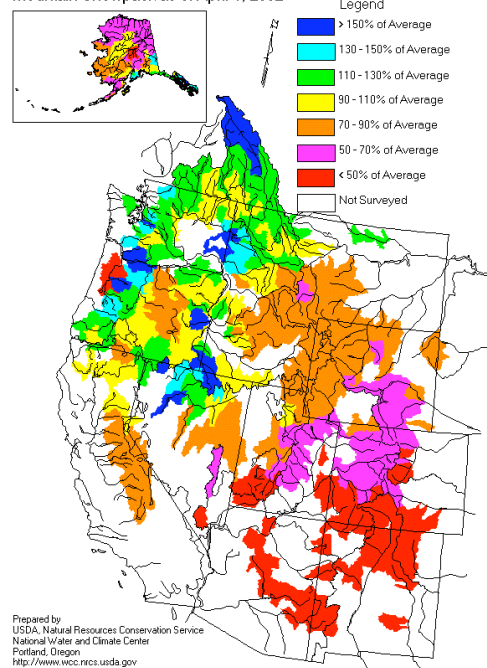 Legend
> 150% of Average
130 - 150% of Average
110 - 130% of Average
90 - 110% of Average
70 - 90% of Average
50 - 70% of Average
< 50% of Average
Not Surveyed
Prepared by
USDA, Natural Resources Conservation Service
National Water and Climate Center
Portland, Oregon
http://www.wcc.nrcs.usda.gov